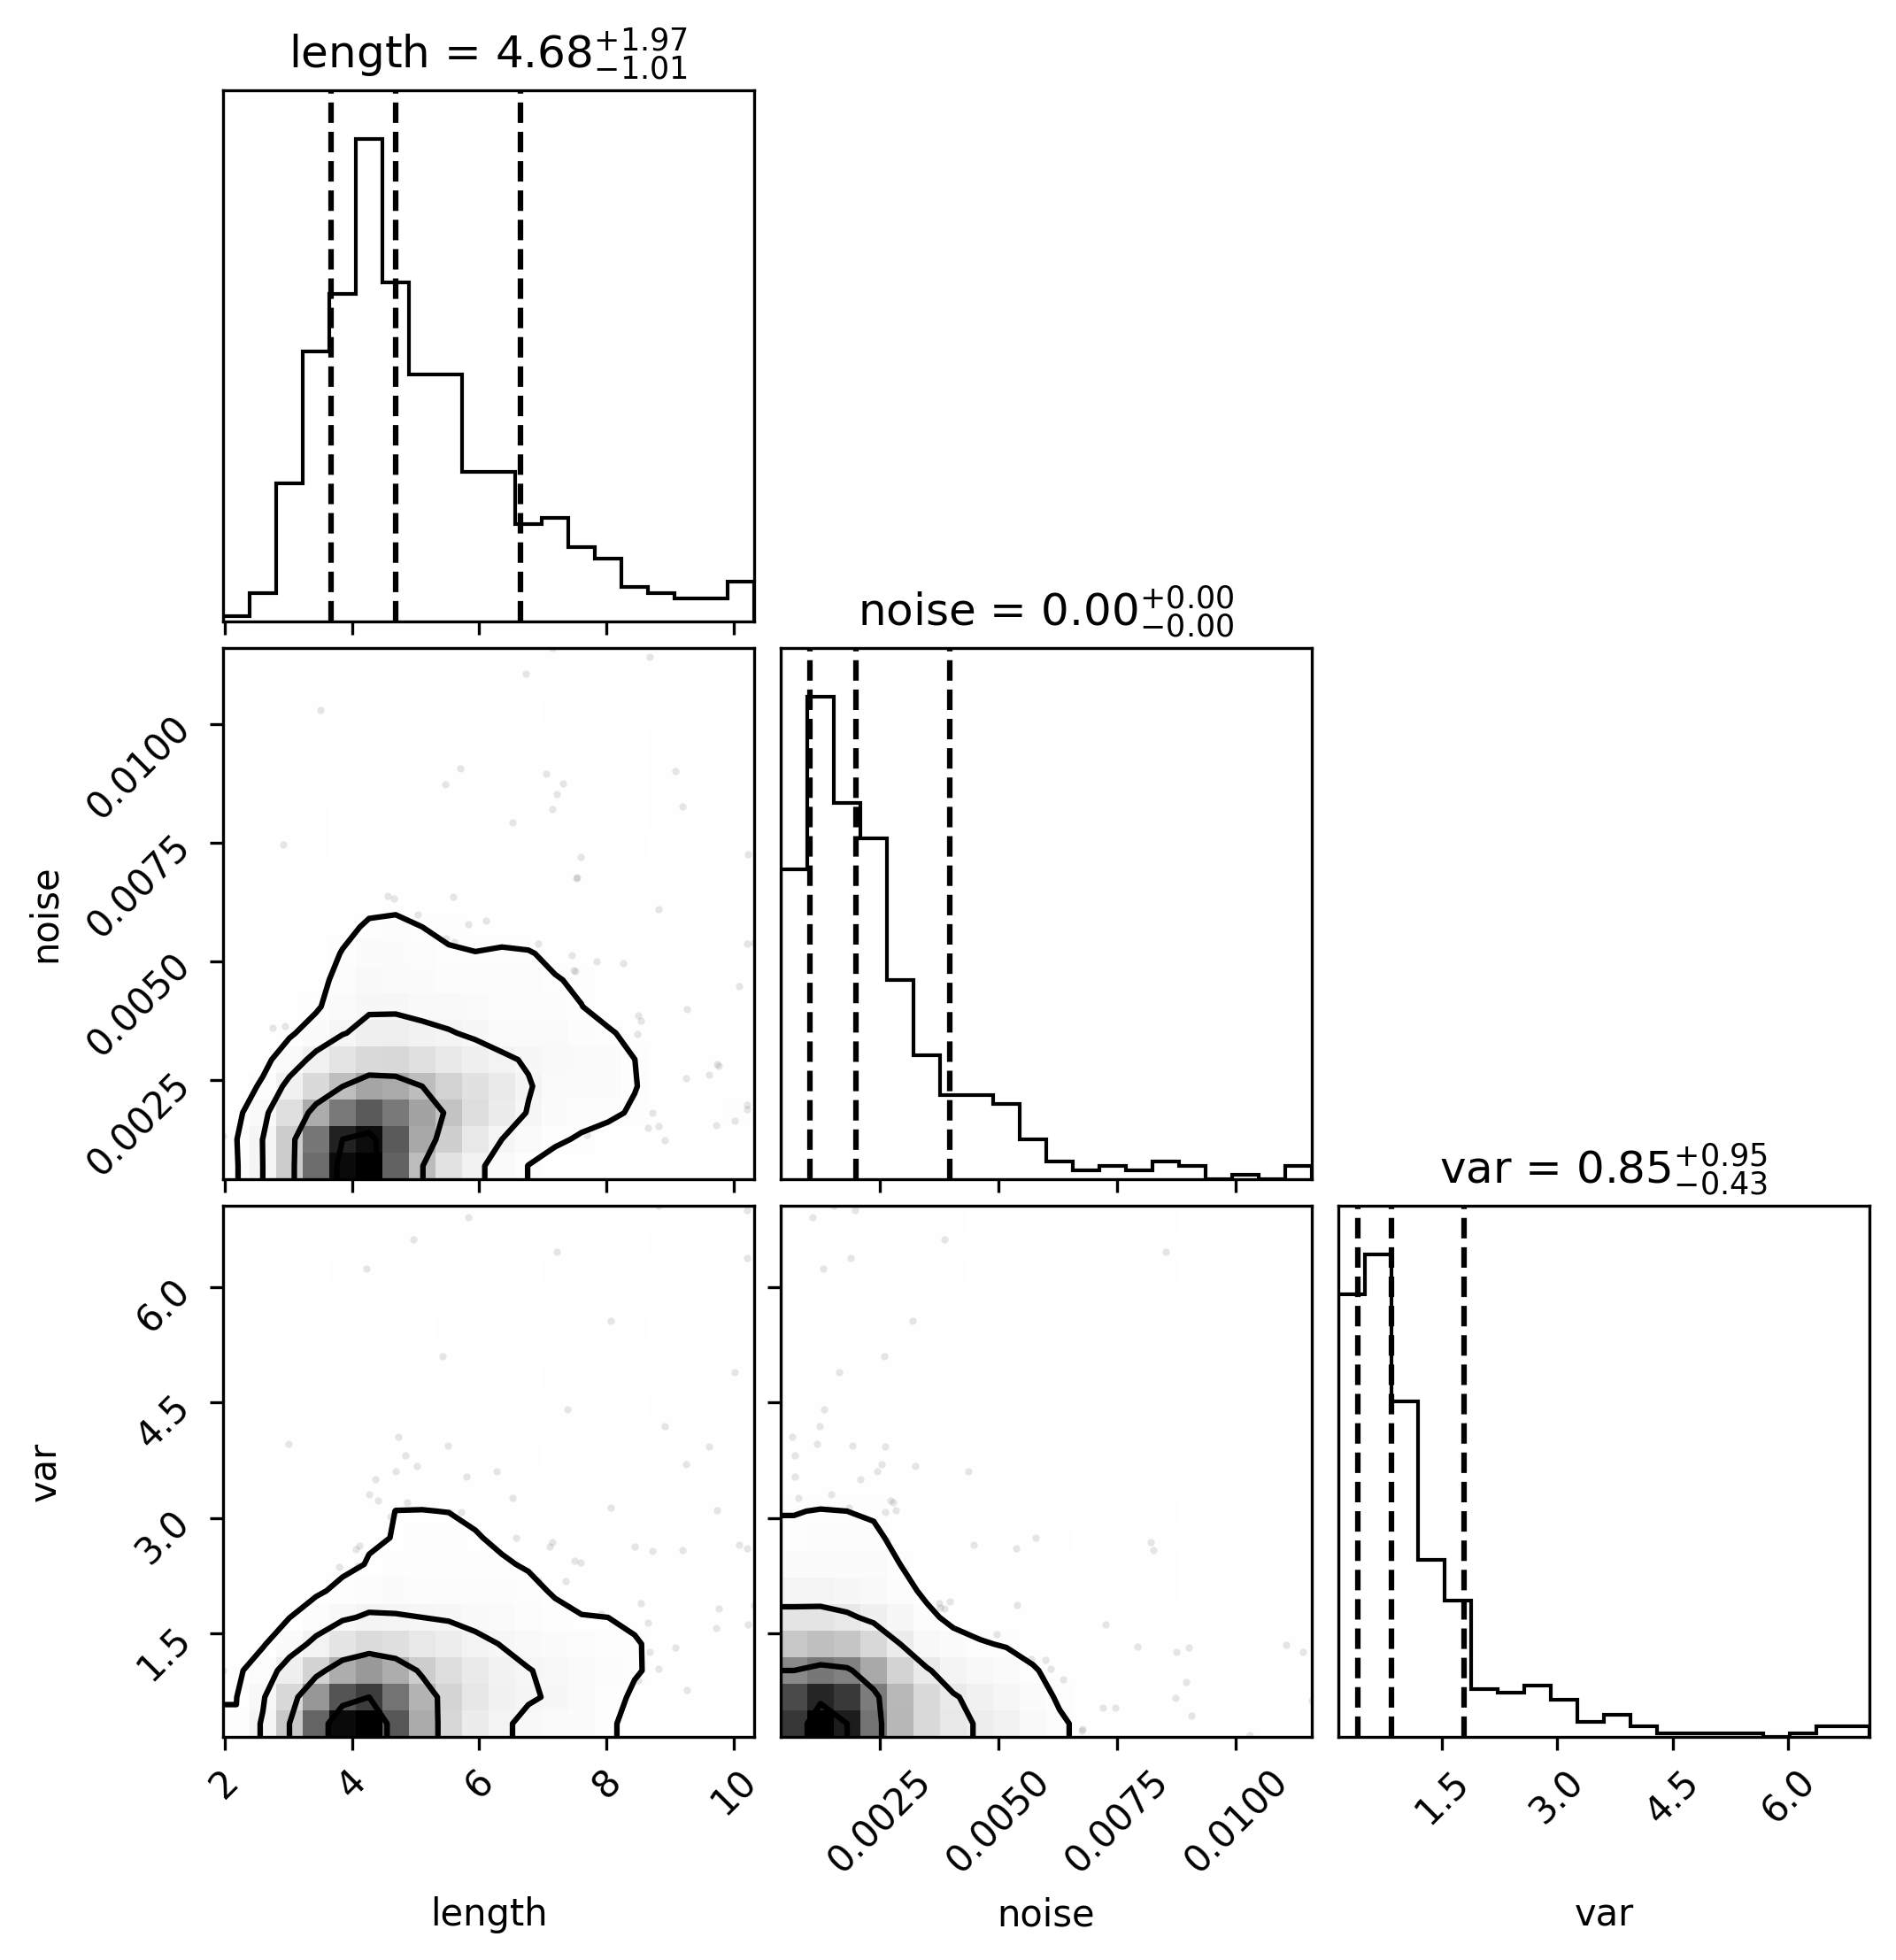 length = 4.68 +1.97 −1.01
noise = 0.00 +0.00 −0.00
0.0100
0.0075
0.0050
0.0025
noise
var = 0.85 +0.95 −0.43
6.0
4.5
3.0
1.5
var
2 4 6 8 10
0.0025 0.0050 0.0075 0.0100
1.5 3.0 4.5 6.0
length noise var